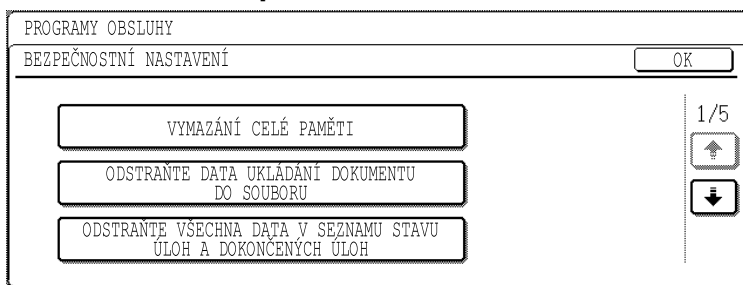 PROGRAMY OBSLUHY
BEZPEČNOSTNÍ NASTAVENÍ
OK
VYMAZÁNÍ CELÉ PAMĚTI
1/5
ODSTRAŇTE DATA UKLÁDÁNÍ DOKUMENTU
DO SOUBORU
ODSTRAŇTE VŠECHNA DATA V SEZNAMU STAVU
ÚLOH A DOKONČENÝCH ÚLOH